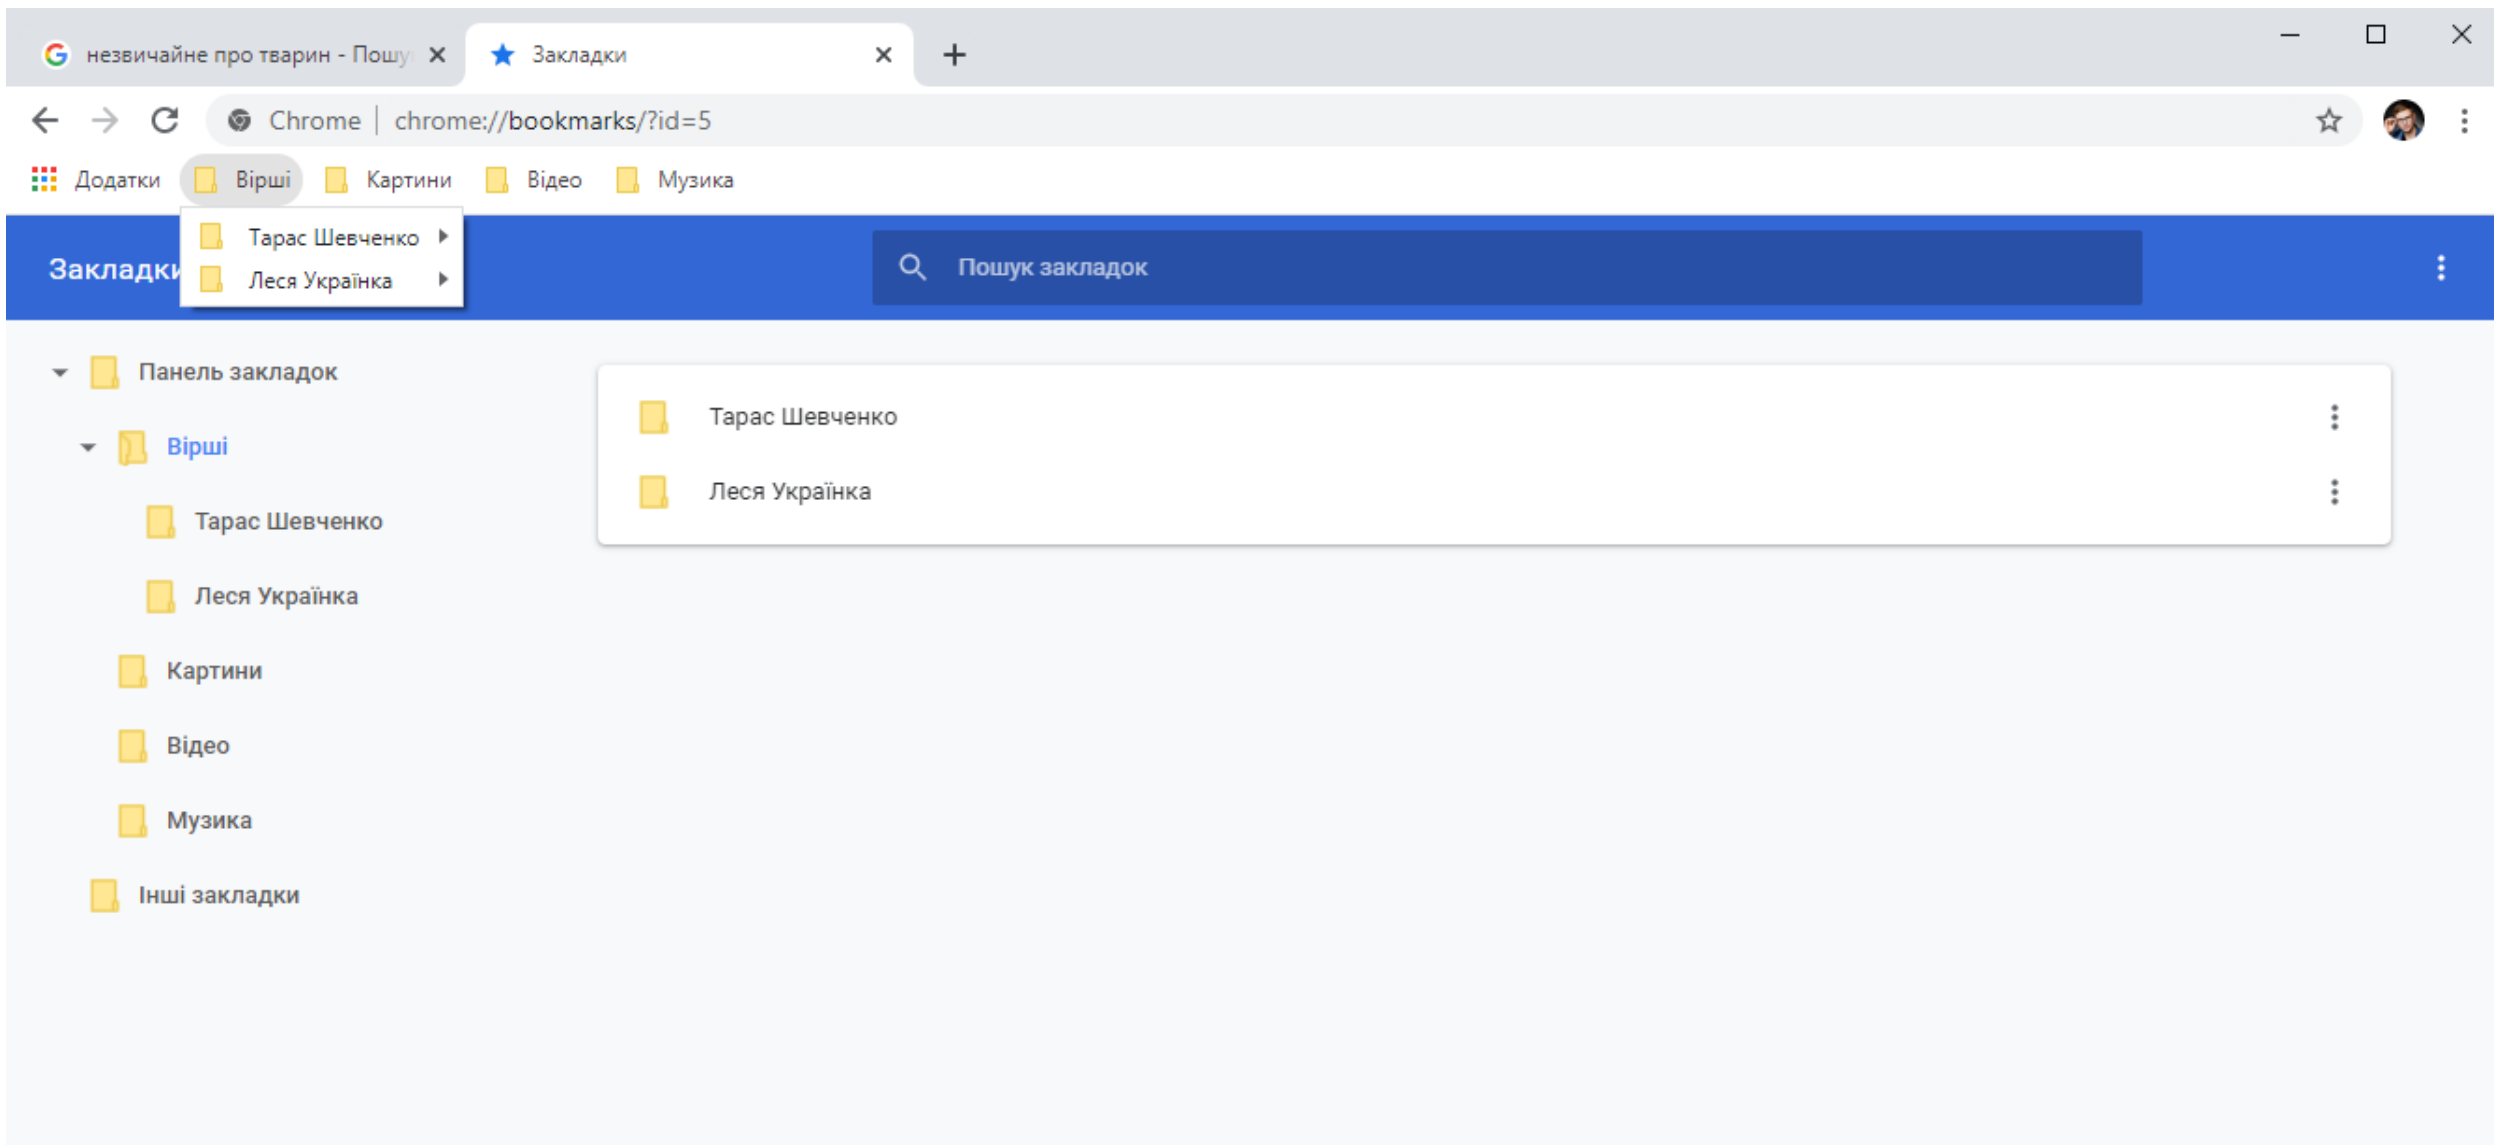 незвичайне про тварин - Пошу
Закладки
Chrome | chrome://bookmarks/?id=5
Додатки Вірші Картини Відео Музика
Тарас Шевченко
Леся Українка
Закладки
Пошук закладок
Панель закладок
Вірші
Тарас Шевченко
Леся Українка
Картини
Відео
Музика
Інші закладки
Тарас Шевченко
Леся Українка